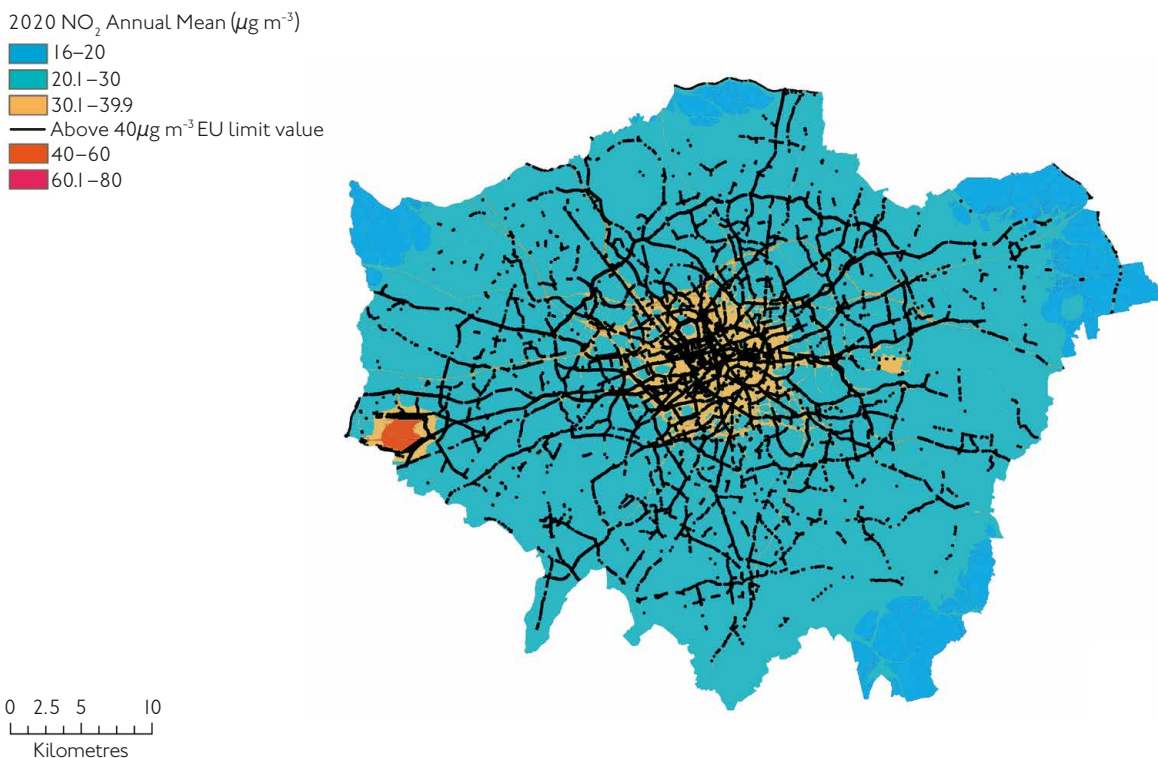 2020 NO₂ Annual Mean (µg m⁻³)
16–20
20.1–30
30.1–39.9
Above 40µg m⁻³ EU limit value
40–60
60.1–80
0 2.5 5 10
Kilometres